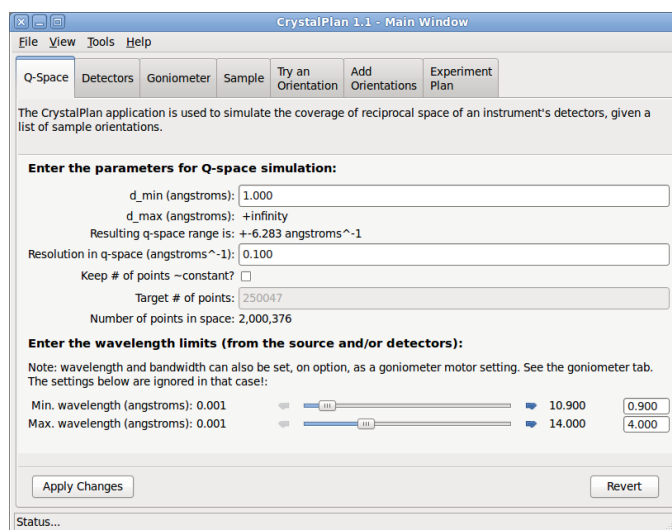 CrystalPlan 1.1 - Main Window
File View Tools Help
Q-Space Detectors Goniometer Sample Try an Orientation Add Orientations Experiment Plan
The CrystalPlan application is used to simulate the coverage of reciprocal space of an instrument's detectors, given a
list of sample orientations.
Enter the parameters for Q-space simulation:
d_min (angstroms): 1.000
d_max (angstroms): +infinity
Resulting q-space range is: +-6.283 angstroms^-1
Resolution in q-space (angstroms^-1): 0.100
Keep # of points ~constant?
Target # of points: 250047
Number of points in space: 2,000,376
Enter the wavelength limits (from the source and/or detectors):
Note: wavelength and bandwidth can also be set, on option, as a goniometer motor setting. See the goniometer tab.
The settings below are ignored in that case!:
Min. wavelength (angstroms): 0.001 10.900 0.900
Max. wavelength (angstroms): 0.001 14.000 4.000
Apply Changes Revert
Status...